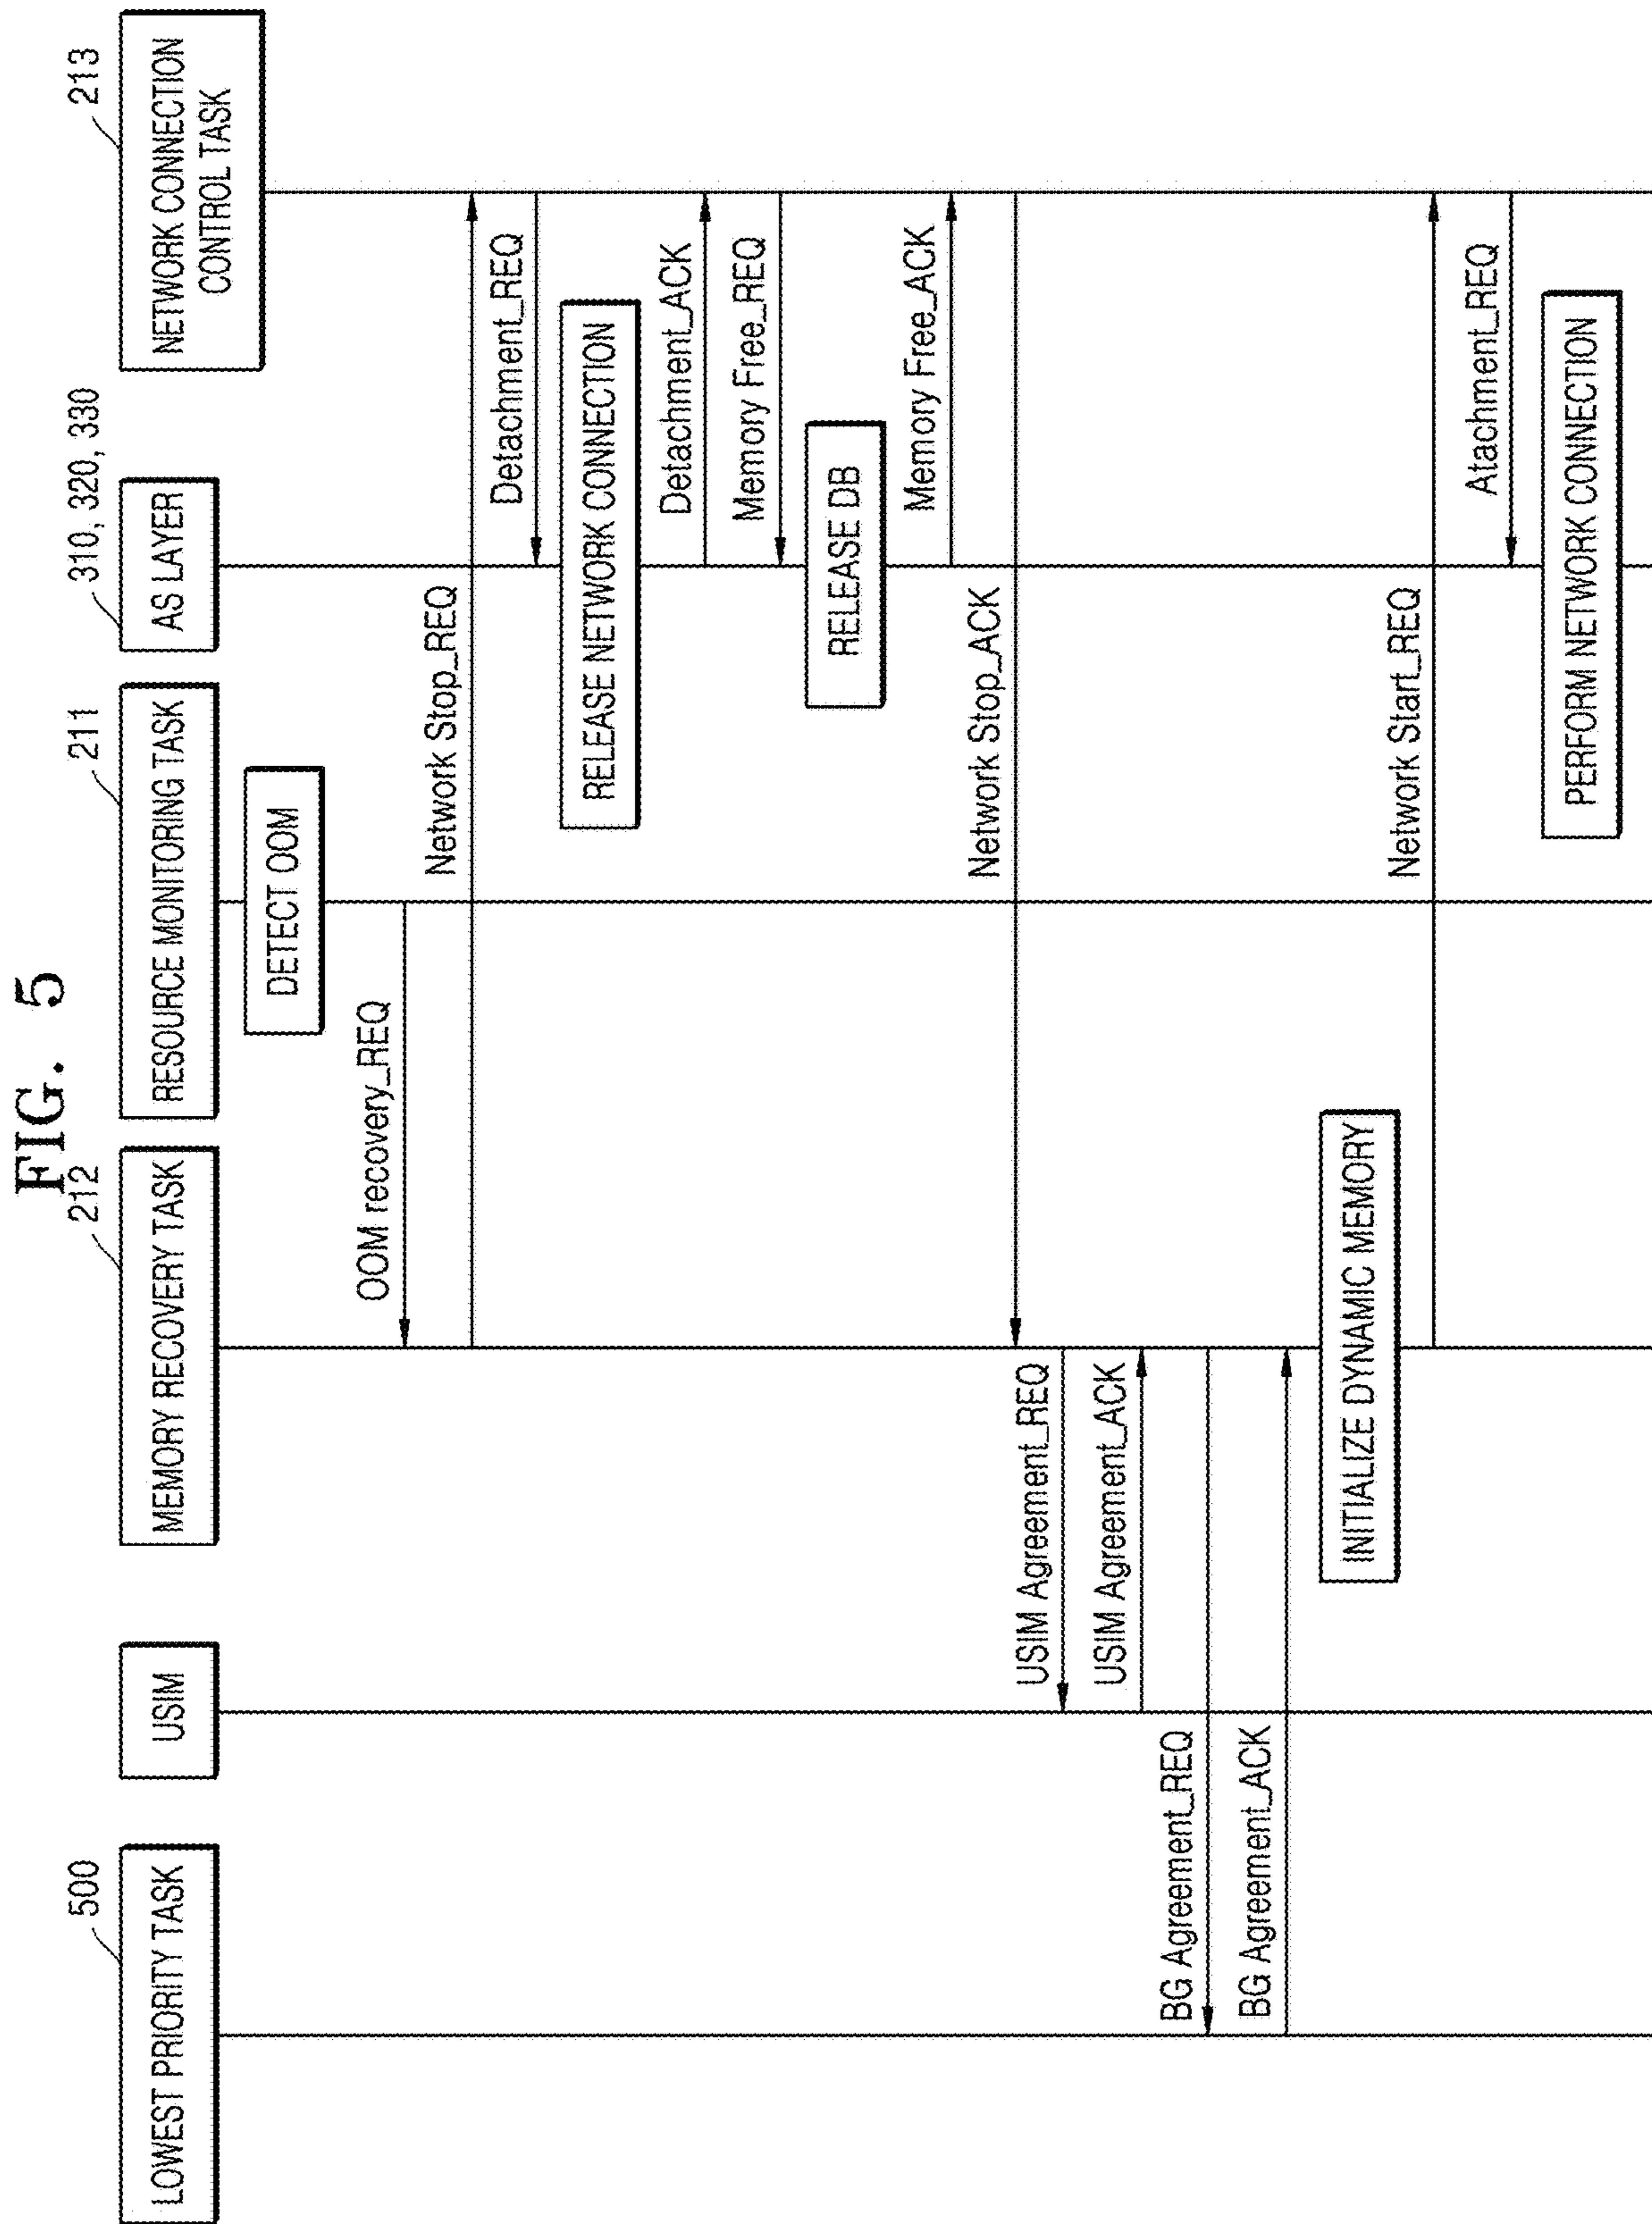 FIG. 5
500
LOWEST PRIORITY TASK
USIM
212
MEMORY RECOVERY TASK
211
RESOURCE MONITORING TASK
310, 320, 330
AS LAYER
213
NETWORK CONNECTION
CONTROL TASK
DETECT OOM
OOM recovery_REQ
Network Stop_REQ
Detachment_REQ
RELEASE NETWORK CONNECTION
Detachment_ACK
Memory Free_REQ
RELEASE DB
Memory Free_ACK
Network Stop_ACK
USIM Agreement_REQ
USIM Agreement_ACK
BG Agreement_REQ
BG Agreement_ACK
INITIALIZE DYNAMIC MEMORY
Network Start_REQ
Atachment_REQ
PERFORM NETWORK CONNECTION